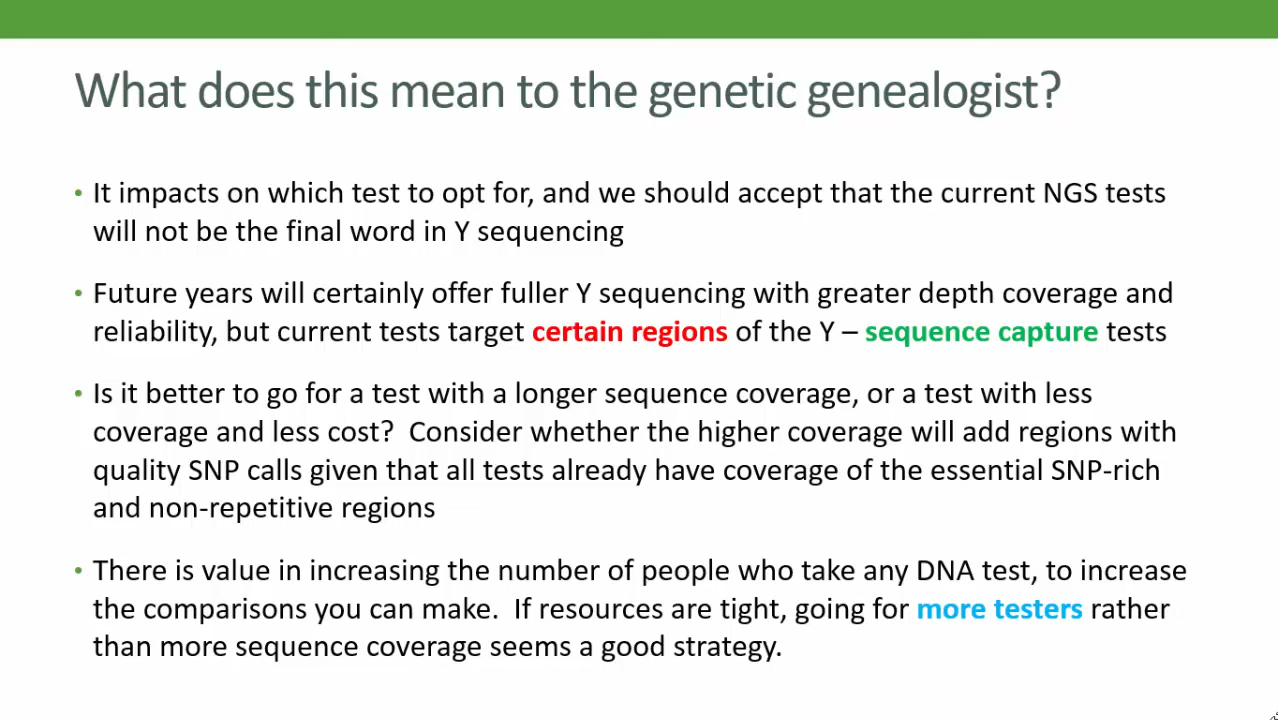 What does this mean to the genetic genealogist?
• It impacts on which test to opt for, and we should accept that the current NGS tests
will not be the final word in Y sequencing
• Future years will certainly offer fuller Y sequencing with greater depth coverage and
reliability, but current tests target certain regions of the Y – sequence capture tests
• Is it better to go for a test with a longer sequence coverage, or a test with less
coverage and less cost?  Consider whether the higher coverage will add regions with
quality SNP calls given that all tests already have coverage of the essential SNP-rich
and non-repetitive regions
• There is value in increasing the number of people who take any DNA test, to increase
the comparisons you can make.  If resources are tight, going for more testers rather
than more sequence coverage seems a good strategy.